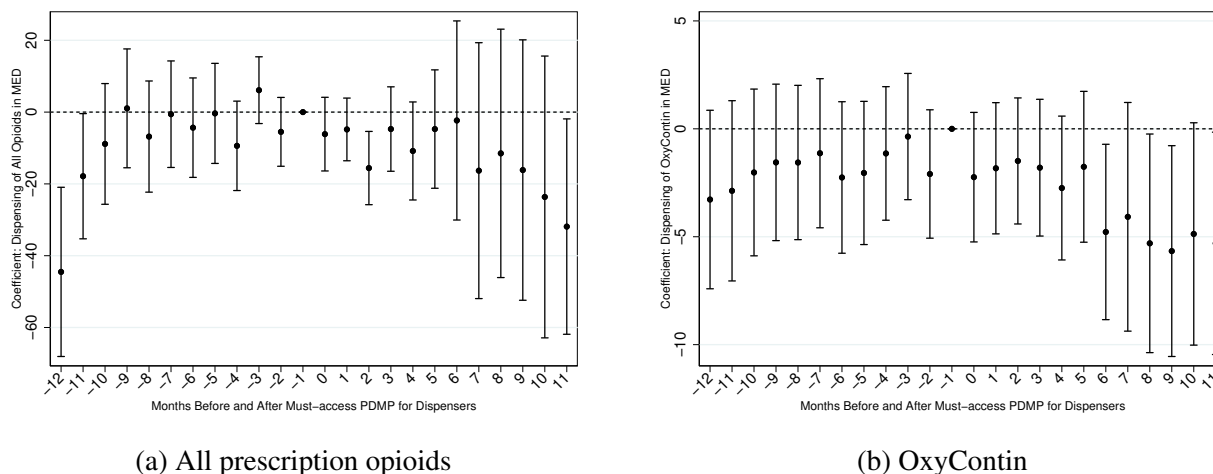 Coefficient: Dispensing of All Opioids in MED
20
0
−20
−40
−60
−12 −11 −10 −9 −8 −7 −6 −5 −4 −3 −2 −1 0 1 2 3 4 5 6 7 8 9 10 11
Months Before and After Must−access PDMP for Dispensers
(a) All prescription opioids
Coefficient: Dispensing of OxyContin in MED
5
0
−5
−10
−12 −11 −10 −9 −8 −7 −6 −5 −4 −3 −2 −1 0 1 2 3 4 5 6 7 8 9 10 11
Months Before and After Must−access PDMP for Dispensers
(b) OxyContin